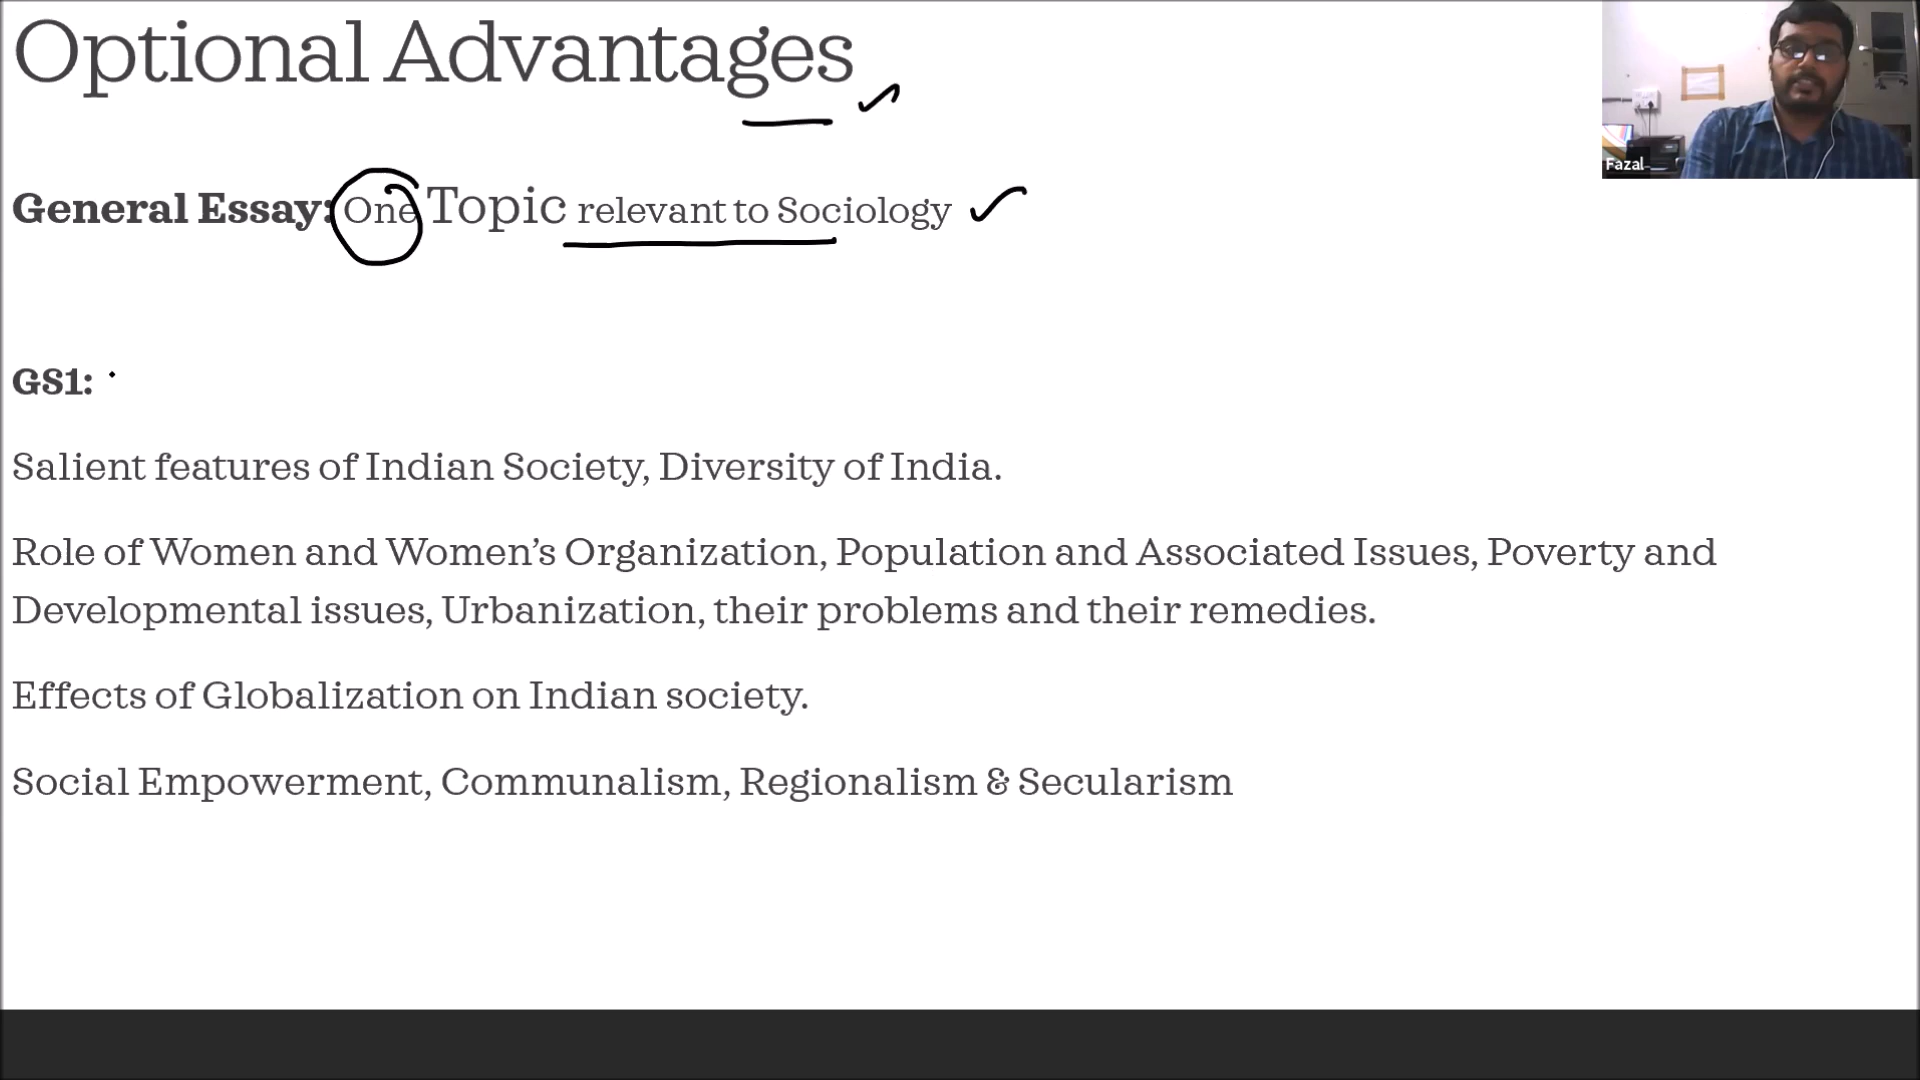 Optional Advantages
General Essay: One Topic relevant to Sociology
GS1:
Salient features of Indian Society, Diversity of India.
Role of Women and Women’s Organization, Population and Associated Issues, Poverty and
Developmental issues, Urbanization, their problems and their remedies.
Effects of Globalization on Indian society.
Social Empowerment, Communalism, Regionalism & Secularism
Fazal